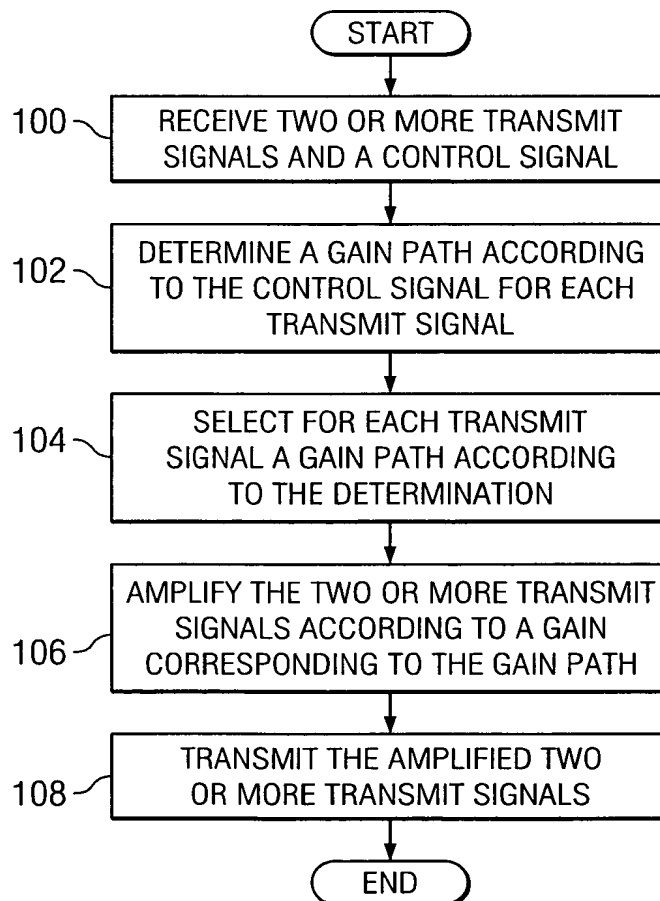 START
100
RECEIVE TWO OR MORE TRANSMIT
SIGNALS AND A CONTROL SIGNAL
102
DETERMINE A GAIN PATH ACCORDING
TO THE CONTROL SIGNAL FOR EACH
TRANSMIT SIGNAL
104
SELECT FOR EACH TRANSMIT
SIGNAL A GAIN PATH ACCORDING
TO THE DETERMINATION
106
AMPLIFY THE TWO OR MORE TRANSMIT
SIGNALS ACCORDING TO A GAIN
CORRESPONDING TO THE GAIN PATH
108
TRANSMIT THE AMPLIFIED TWO
OR MORE TRANSMIT SIGNALS
END